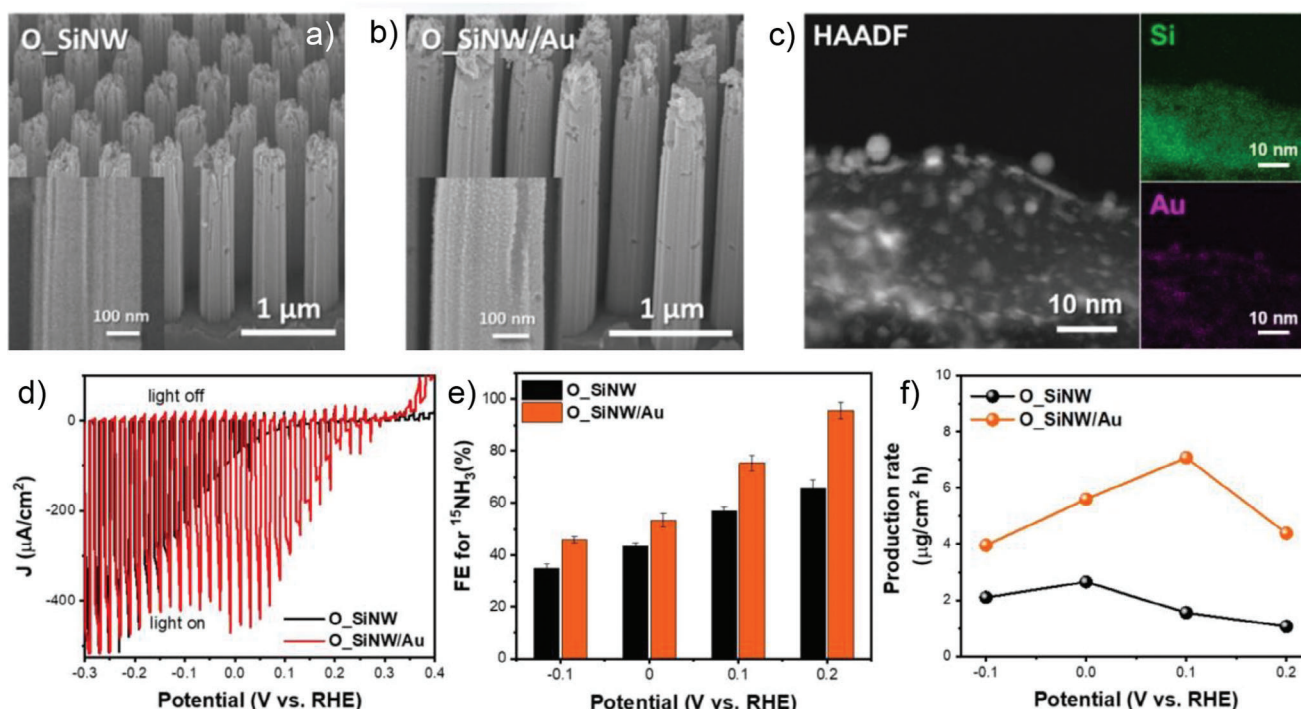 O_SiNW
a)
100 nm
1 μm
b)
O_SiNW/Au
100 nm
1 μm
c)
HAADF
10 nm
Si
10 nm
Au
10 nm
d)
light off
light on
O_SiNW
O_SiNW/Au
J (μA/cm²)
0
-200
-400
-0.3 -0.2 -0.1 0.0 0.1 0.2 0.3 0.4
Potential (V vs. RHE)
e)
O_SiNW
O_SiNW/Au
FE for ¹⁵NH₃(%)
100
80
60
40
20
0
-0.1 0 0.1 0.2
Potential (V vs. RHE)
f)
O_SiNW
O_SiNW/Au
Production rate
(μg/cm² h)
10
8
6
4
2
0
-0.1 0.0 0.1 0.2
Potential (V vs. RHE)